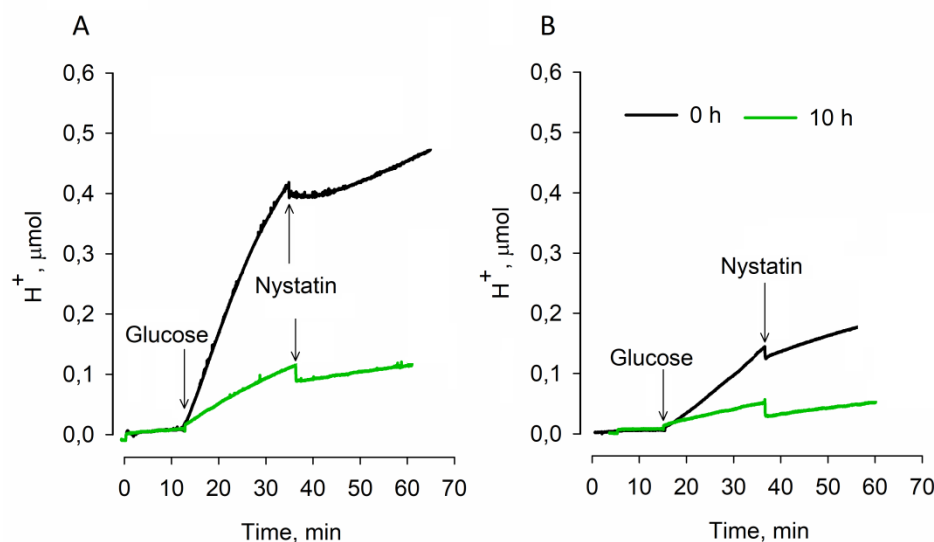 A
0,6
0,5
0,4
0,3
0,2
0,1
0,0
H+, μmol
Glucose
Nystatin
0 10 20 30 40 50 60 70
Time, min
B
0,6
0,5
0,4
0,3
0,2
0,1
0,0
H+, μmol
0 h 10 h
Nystatin
Glucose
0 10 20 30 40 50 60 70
Time, min